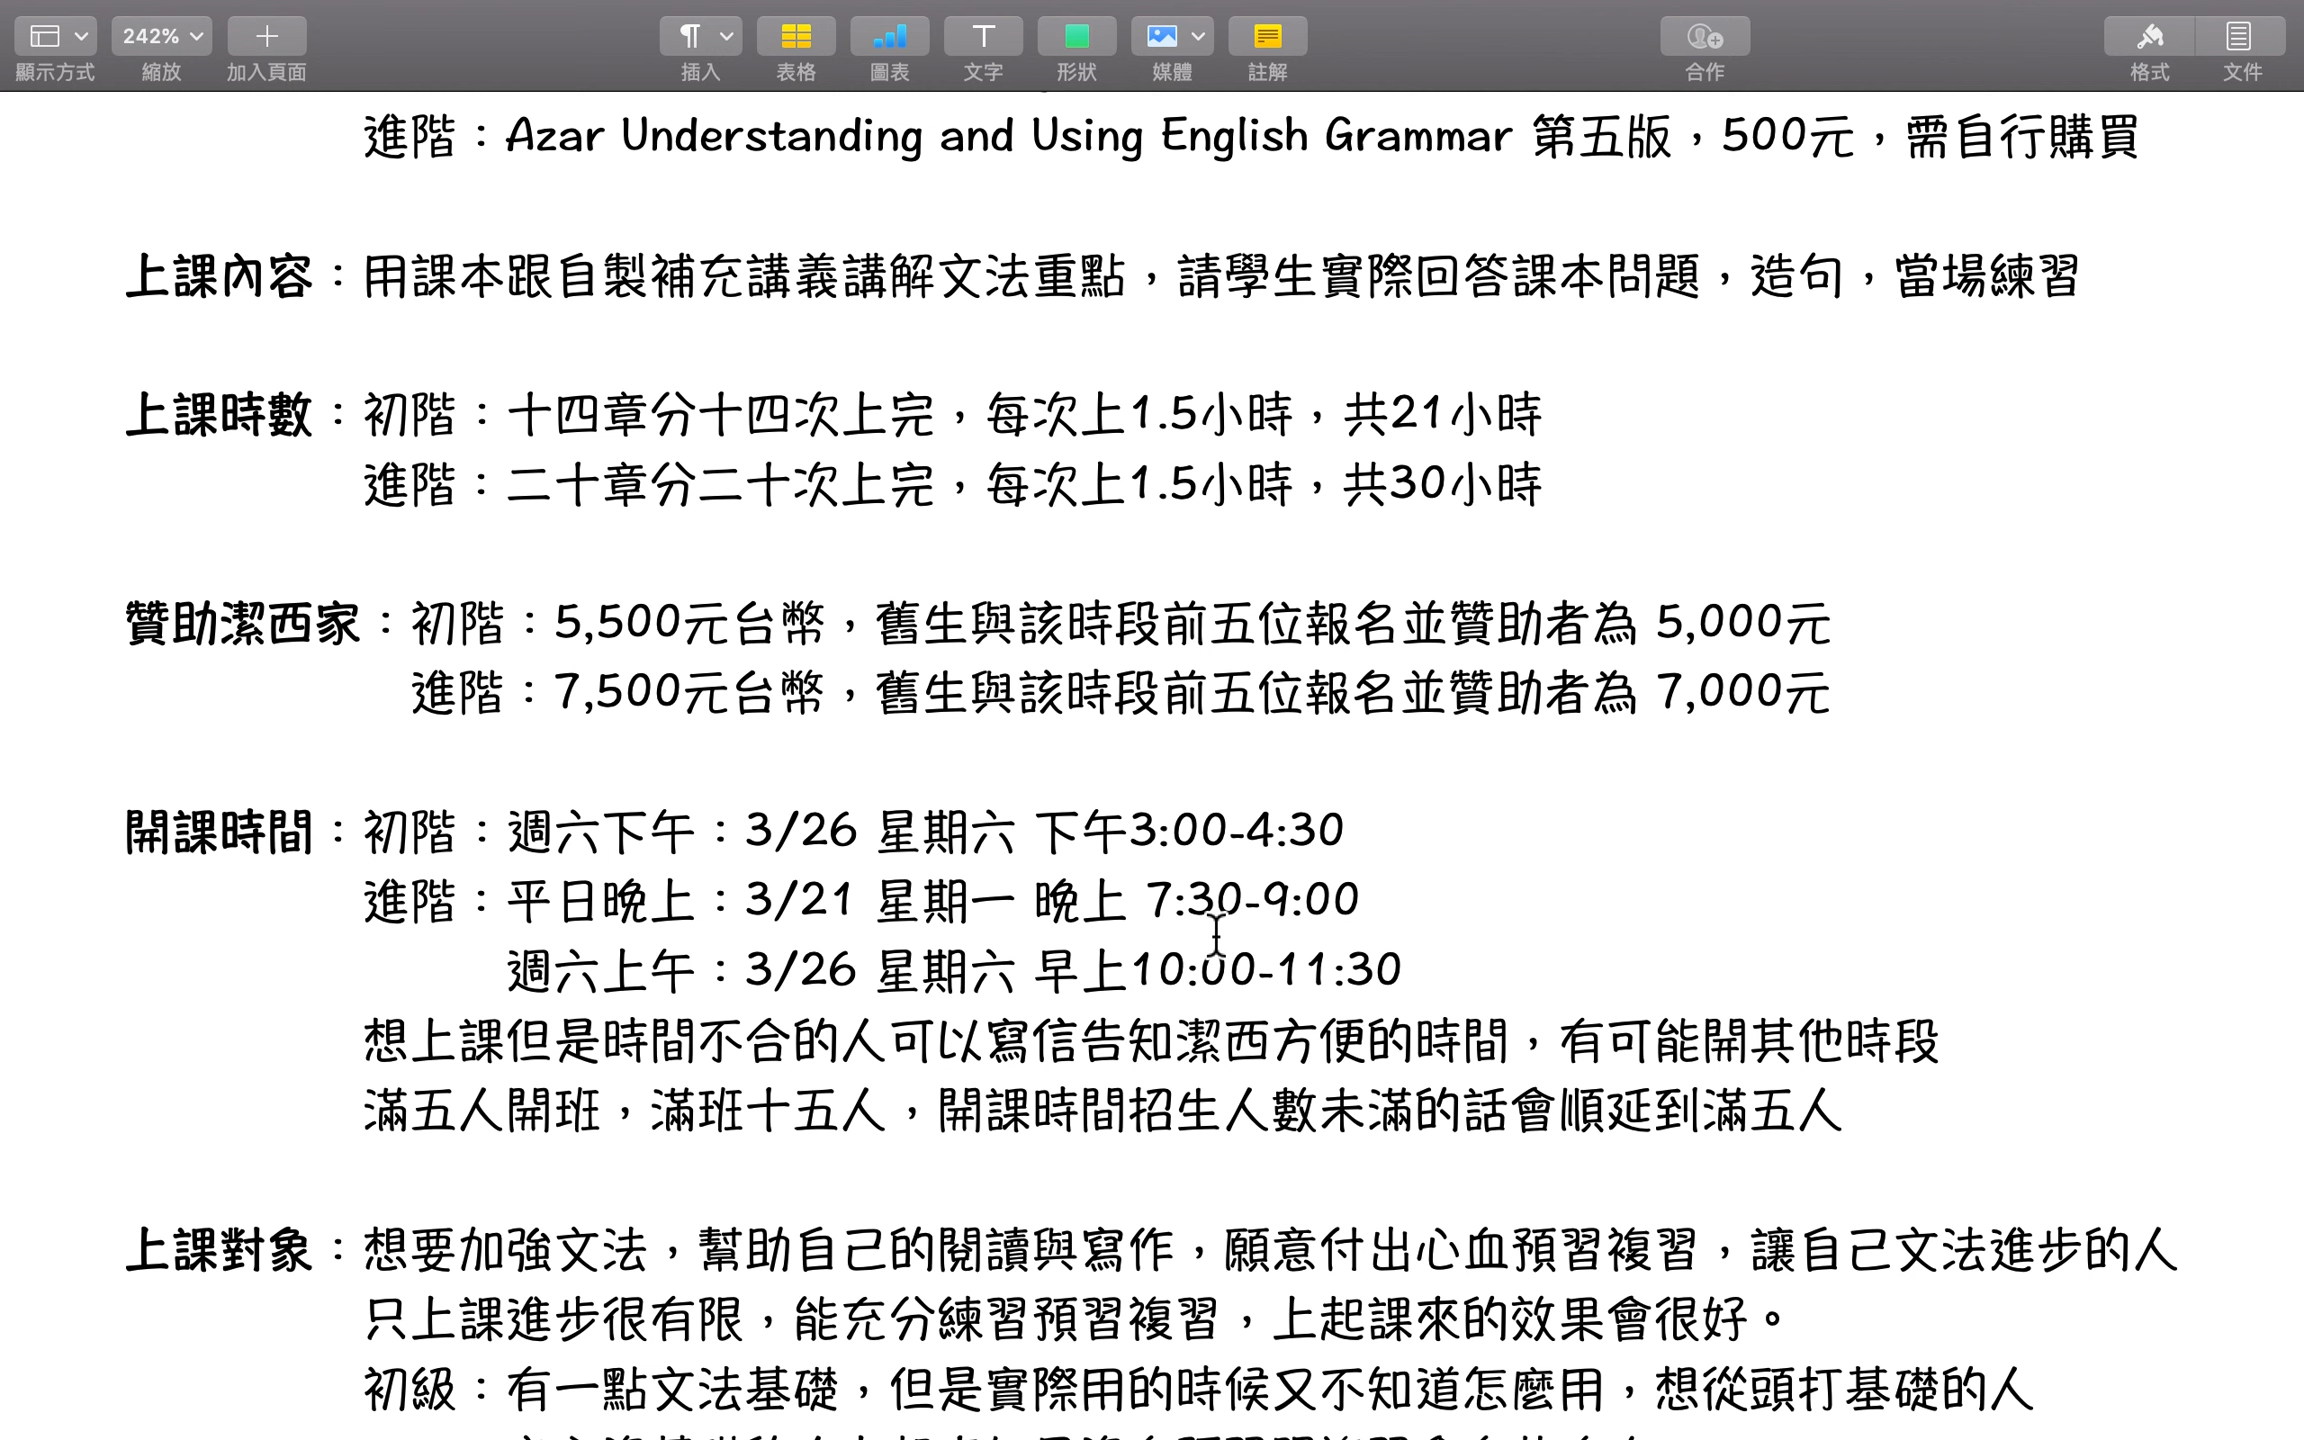 242%
顯示方式 縮放 加入頁面 插入 表格 圖表 文字 形狀 媒體 註解 合作 格式 文件
進階：Azar Understanding and Using English Grammar 第五版，500元，需自行購買
上課內容：用課本跟自製補充講義講解文法重點，請學生實際回答課本問題，造句，當場練習
上課時數：初階：十四章分十四次上完，每次上1.5小時，共21小時
進階：二十章分二十次上完，每次上1.5小時，共30小時
贊助潔西家：初階：5,500元台幣，舊生與該時段前五位報名並贊助者為 5,000元
進階：7,500元台幣，舊生與該時段前五位報名並贊助者為 7,000元
開課時間：初階：週六下午：3/26 星期六 下午3:00-4:30
進階：平日晚上：3/21 星期一 晚上 7:30-9:00
週六上午：3/26 星期六 早上10:00-11:30
想上課但是時間不合的人可以寫信告知潔西方便的時間，有可能開其他時段
滿五人開班，滿班十五人，開課時間招生人數未滿的話會順延到滿五人
上課對象：想要加強文法，幫助自己的閱讀與寫作，願意付出心血預習複習，讓自己文法進步的人
只上課進步很有限，能充分練習預習複習，上起課來的效果會很好。
初級：有一點文法基礎，但是實際用的時候又不知道怎麼用，想從頭打基礎的人